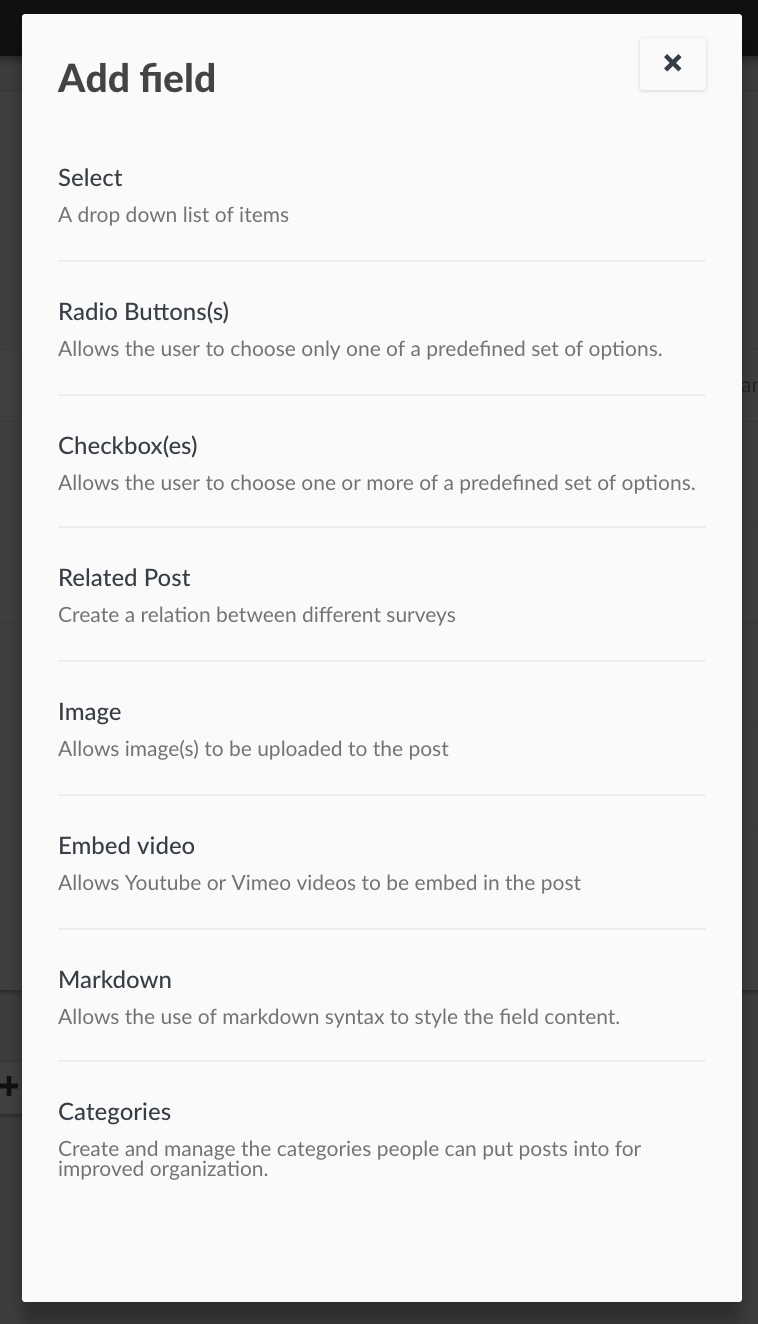 Add field
Select
A drop down list of items
Radio Buttons(s)
Allows the user to choose only one of a predefined set of options.
Checkbox(es)
Allows the user to choose one or more of a predefined set of options.
Related Post
Create a relation between different surveys
Image
Allows image(s) to be uploaded to the post
Embed video
Allows Youtube or Vimeo videos to be embed in the post
Markdown
Allows the use of markdown syntax to style the field content.
Categories
Create and manage the categories people can put posts into for
improved organization.